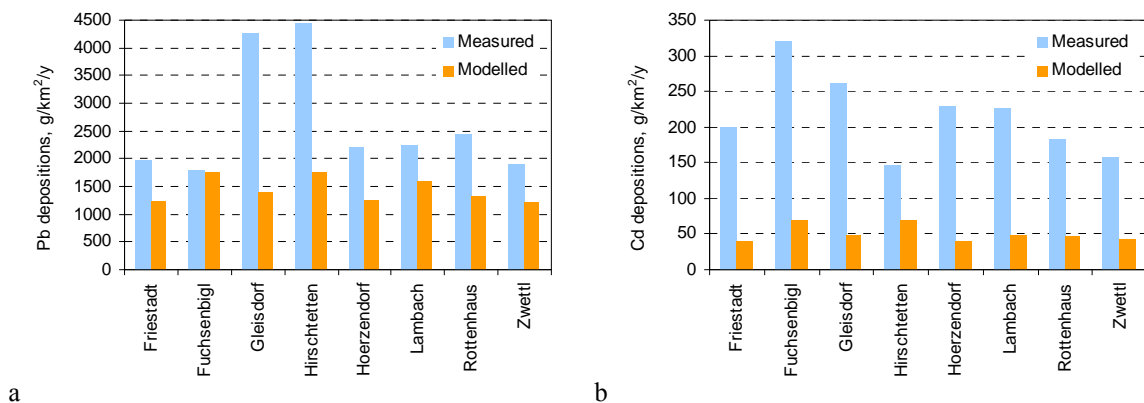 Pb depositions, g/km²/y
4500
4000
3500
3000
2500
2000
1500
1000
500
0
Measured
Modelled
Friestadt
Fuchsenbigl
Gleisdorf
Hirschtetten
Hoerzendorf
Lambach
Rottenhaus
Zwettl
a
Cd depositions, g/km²/y
350
300
250
200
150
100
50
0
Measured
Modelled
Friestadt
Fuchsenbigl
Gleisdorf
Hirschtetten
Hoerzendorf
Lambach
Rottenhaus
Zwettl
b